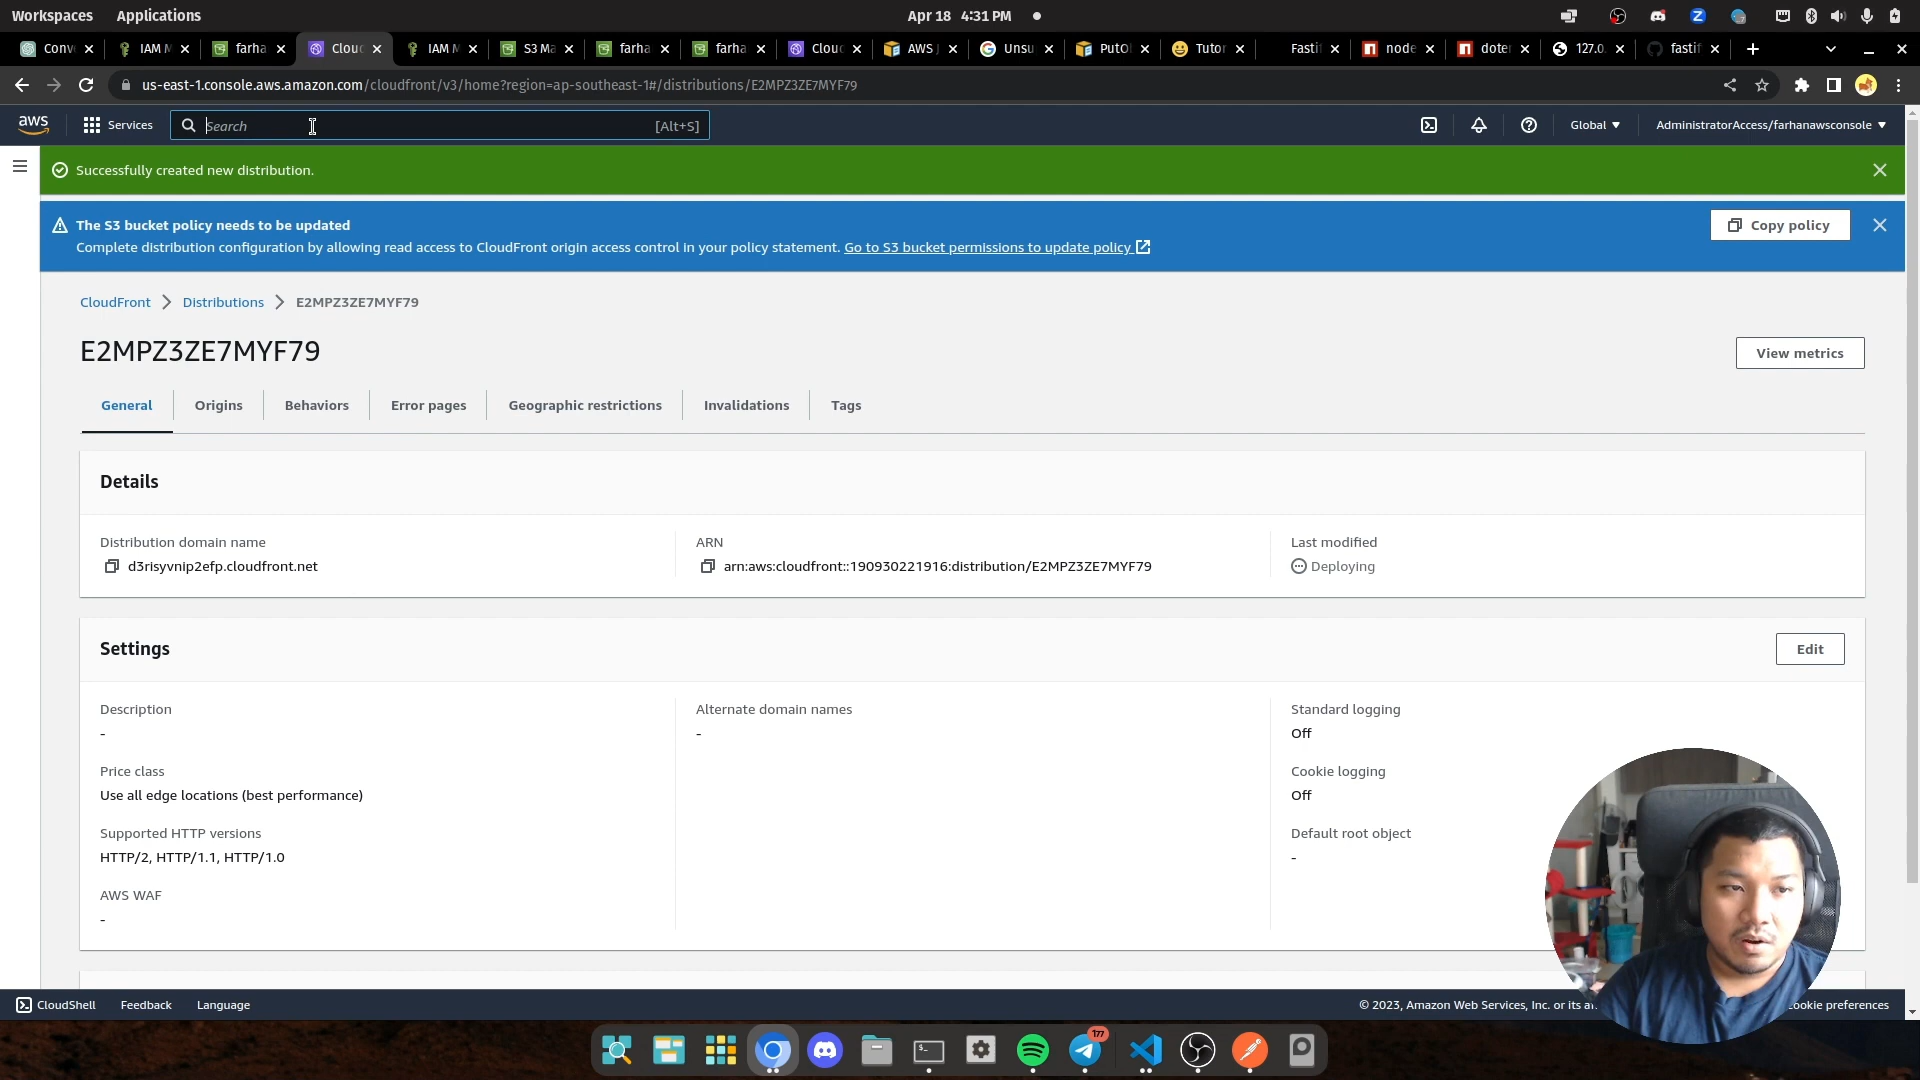 Workspaces Applications Apr 18 4:31 PM
Conv IAM M farha Clouc IAM M S3 Ma farha farha Clouc AWS J Unsu PutO Tutor Fastif node doter 127.0. fastif
us-east-1.console.aws.amazon.com/cloudfront/v3/home?region=ap-southeast-1#/distributions/E2MPZ3ZE7MYF79
aws Services Search [Alt+S] Global AdministratorAccess/farhanawsconsole
Successfully created new distribution.
The S3 bucket policy needs to be updated
Complete distribution configuration by allowing read access to CloudFront origin access control in your policy statement. Go to S3 bucket permissions to update policy
Copy policy
CloudFront Distributions E2MPZ3ZE7MYF79
E2MPZ3ZE7MYF79
View metrics
General Origins Behaviors Error pages Geographic restrictions Invalidations Tags
Details
Distribution domain name ARN Last modified
d3risyvnip2efp.cloudfront.net arn:aws:cloudfront::190930221916:distribution/E2MPZ3ZE7MYF79 Deploying
Settings Edit
Description Alternate domain names Standard logging
- - Off
Price class Cookie logging
Use all edge locations (best performance) Off
Supported HTTP versions Default root object
HTTP/2, HTTP/1.1, HTTP/1.0 -
AWS WAF
-
CloudShell Feedback Language © 2023, Amazon Web Services, Inc. or its a Cookie preferences
177